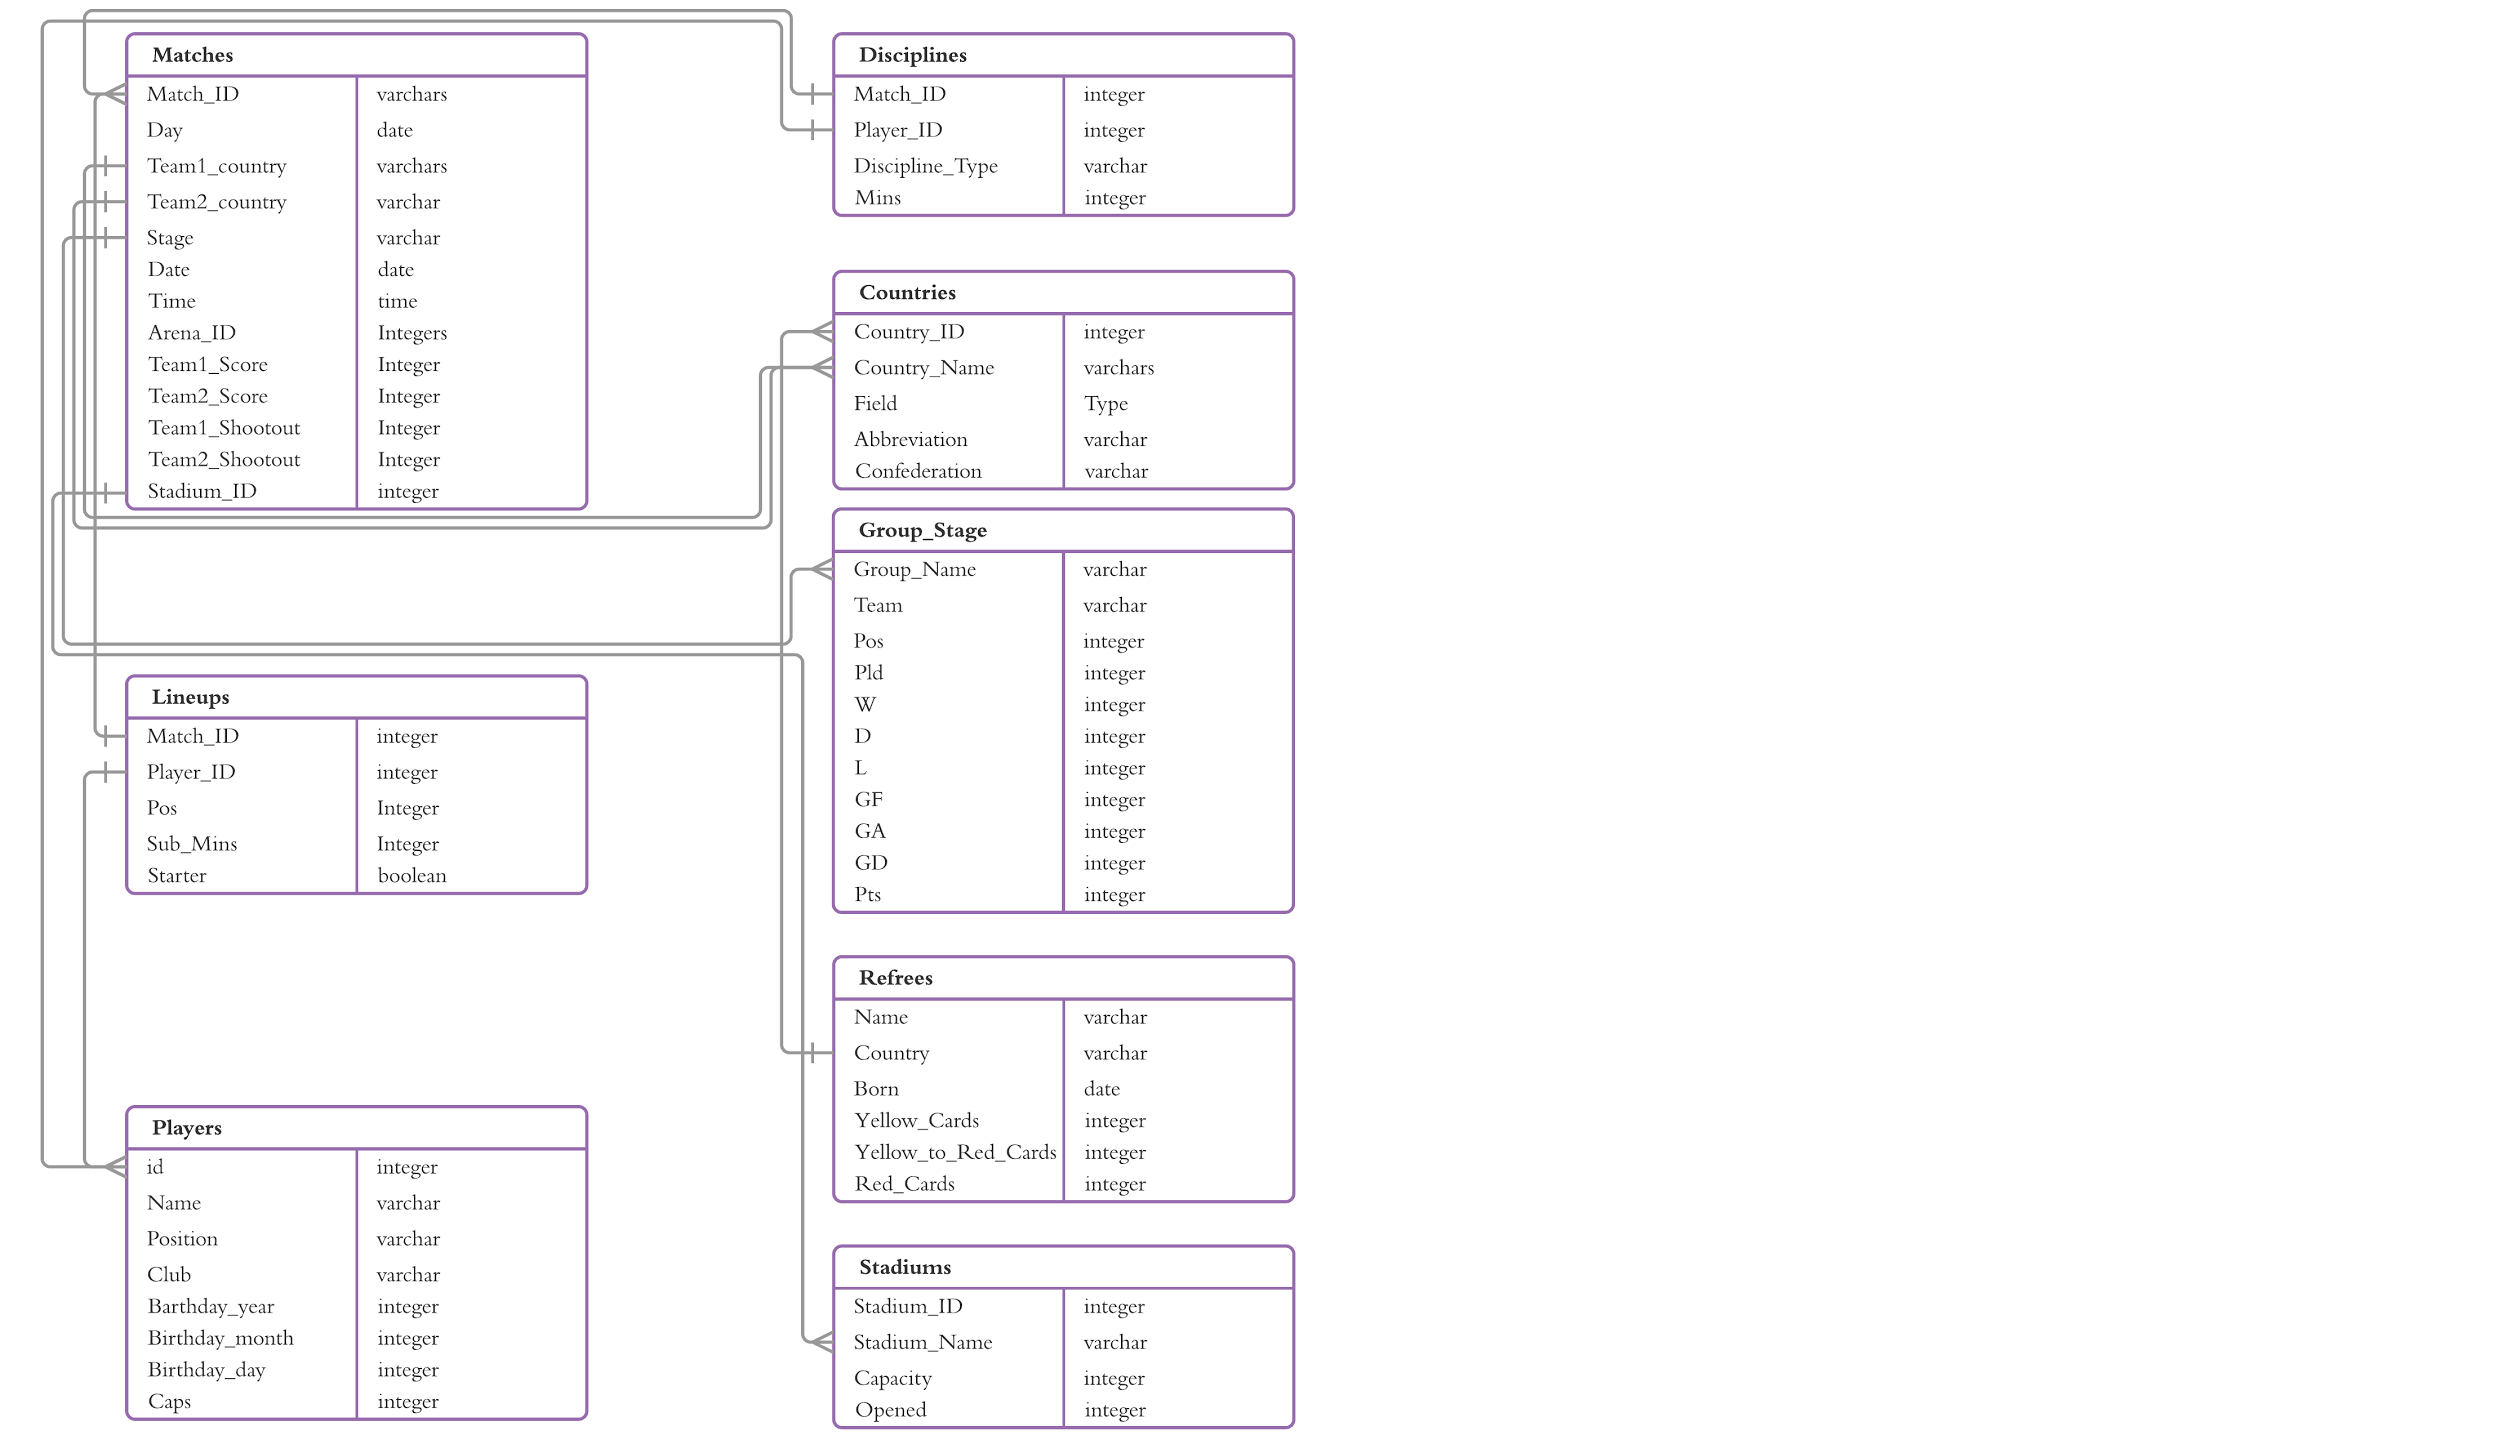 Matches
Match_ID varchars
Day date
Team1_country varchars
Team2_country varchar
Stage varchar
Date date
Time time
Arena_ID Integers
Team1_Score Integer
Team2_Score Integer
Team1_Shootout Integer
Team2_Shootout Integer
Stadium_ID integer
Lineups
Match_ID integer
Player_ID integer
Pos Integer
Sub_Mins Integer
Starter boolean
Players
id integer
Name varchar
Position varchar
Club varchar
Barthday_year integer
Birthday_month integer
Birthday_day integer
Caps integer
Disciplines
Match_ID integer
Player_ID integer
Discipline_Type varchar
Mins integer
Countries
Country_ID integer
Country_Name varchars
Field Type
Abbreviation varchar
Confederation varchar
Group_Stage
Group_Name varchar
Team varchar
Pos integer
Pld integer
W integer
D integer
L integer
GF integer
GA integer
GD integer
Pts integer
Refrees
Name varchar
Country varchar
Born date
Yellow_Cards integer
Yellow_to_Red_Cards integer
Red_Cards integer
Stadiums
Stadium_ID integer
Stadium_Name varchar
Capacity integer
Opened integer